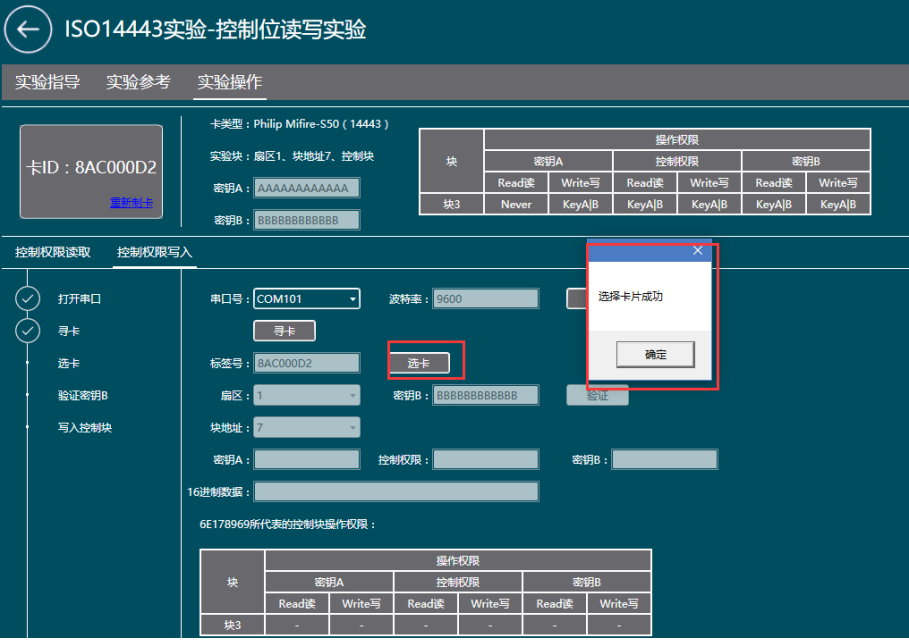 ISO14443实验-控制位读写实验
实验指导 实验参考 实验操作
卡ID：8AC000D2
重新制卡
卡类型：Philip Mifire-S50（14443）
实验块：扇区1、块地址7、控制块
密钥A：AAAAAAAAAAAA
密钥B：BBBBBBBBBBBB
块 操作权限
密钥A 控制权限 密钥B
Read读 Write写 Read读 Write写 Read读 Write写
块3 Never KeyA|B KeyA|B KeyA|B KeyA|B KeyA|B
控制权限读取 控制权限写入
打开串口
寻卡
选卡
验证密钥B
写入控制块
串口号：COM101 波特率：9600
寻卡
标签号：8AC000D2 选卡
扇区：1 密钥B：BBBBBBBBBBBB 验证
块地址：7
密钥A： 控制权限： 密钥B：
16进制数据：
选择卡片成功
确定
6E178969所代表的控制块操作权限：
块 操作权限
密钥A 控制权限 密钥B
Read读 Write写 Read读 Write写 Read读 Write写
块3 - - - - - -